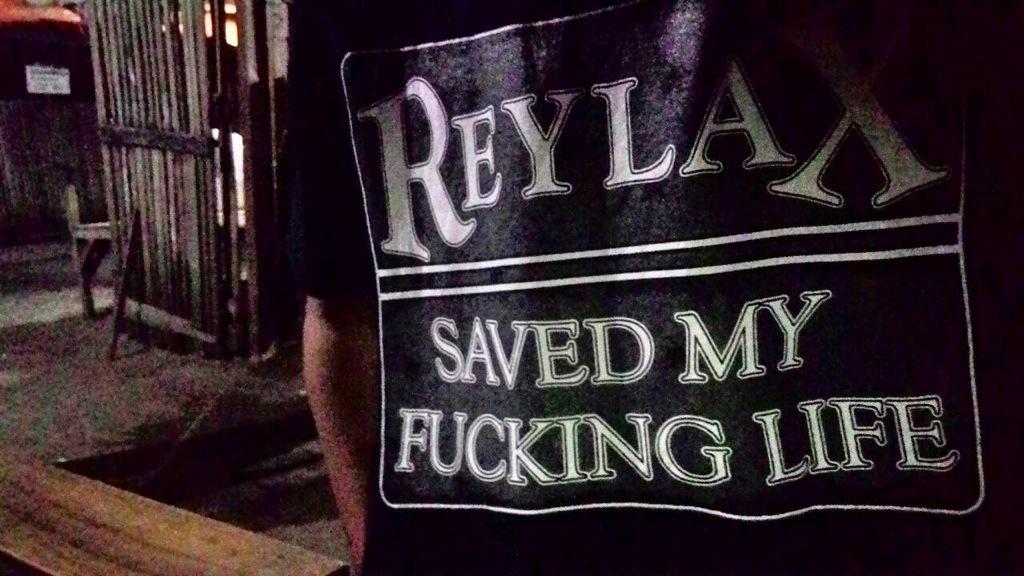 REYLAX
SAVED MY
FUCKING LIFE